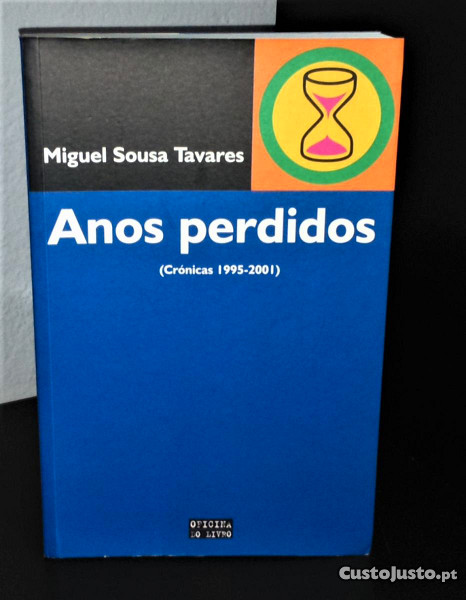 Miguel Sousa Tavares
Anos perdidos
(Crónicas 1995-2001)
OFICINA
DO LIVRO
CustoJusto.pt